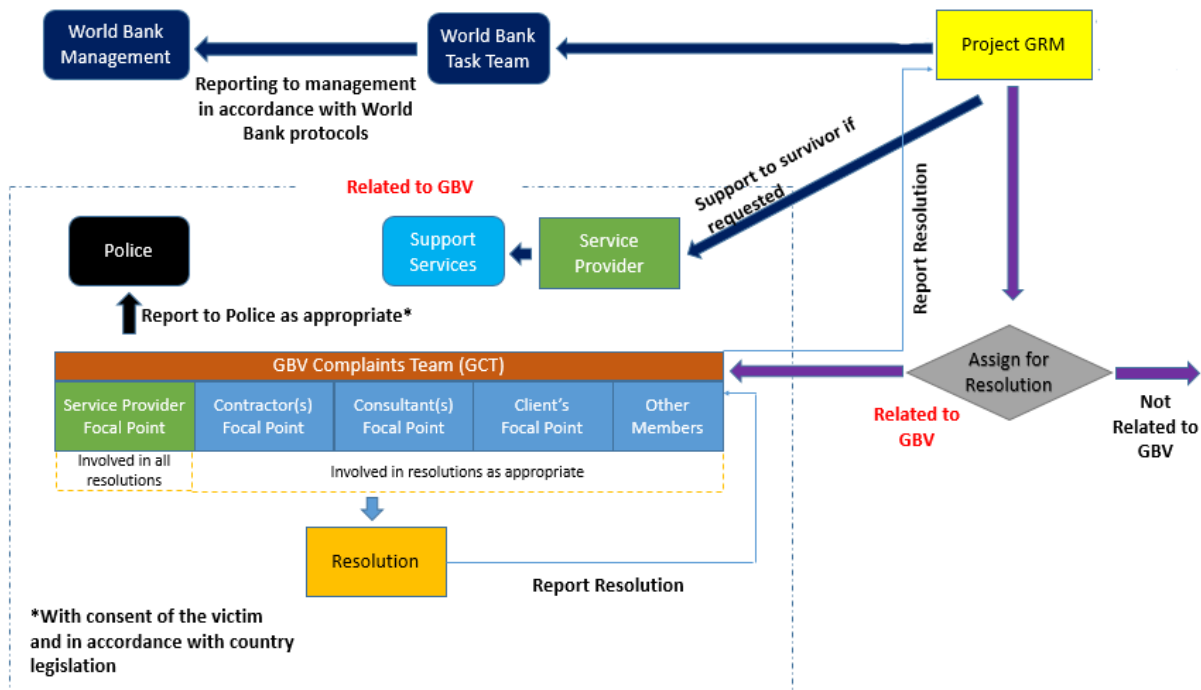 World Bank
Management
World Bank
Task Team
Project GRM
Reporting to management
in accordance with World
Bank protocols
Support to survivor if
requested
Report Resolution
Related to GBV
Police
Support
Services
Service
Provider
Report to Police as appropriate*
GBV Complaints Team (GCT)
Service Provider
Focal Point
Contractor(s)
Focal Point
Consultant(s)
Focal Point
Client's
Focal Point
Other
Members
Involved in all
resolutions
Involved in resolutions as appropriate
Assign for
Resolution
Related to
GBV
Not
Related to
GBV
Resolution
Report Resolution
*With consent of the victim
and in accordance with country
legislation